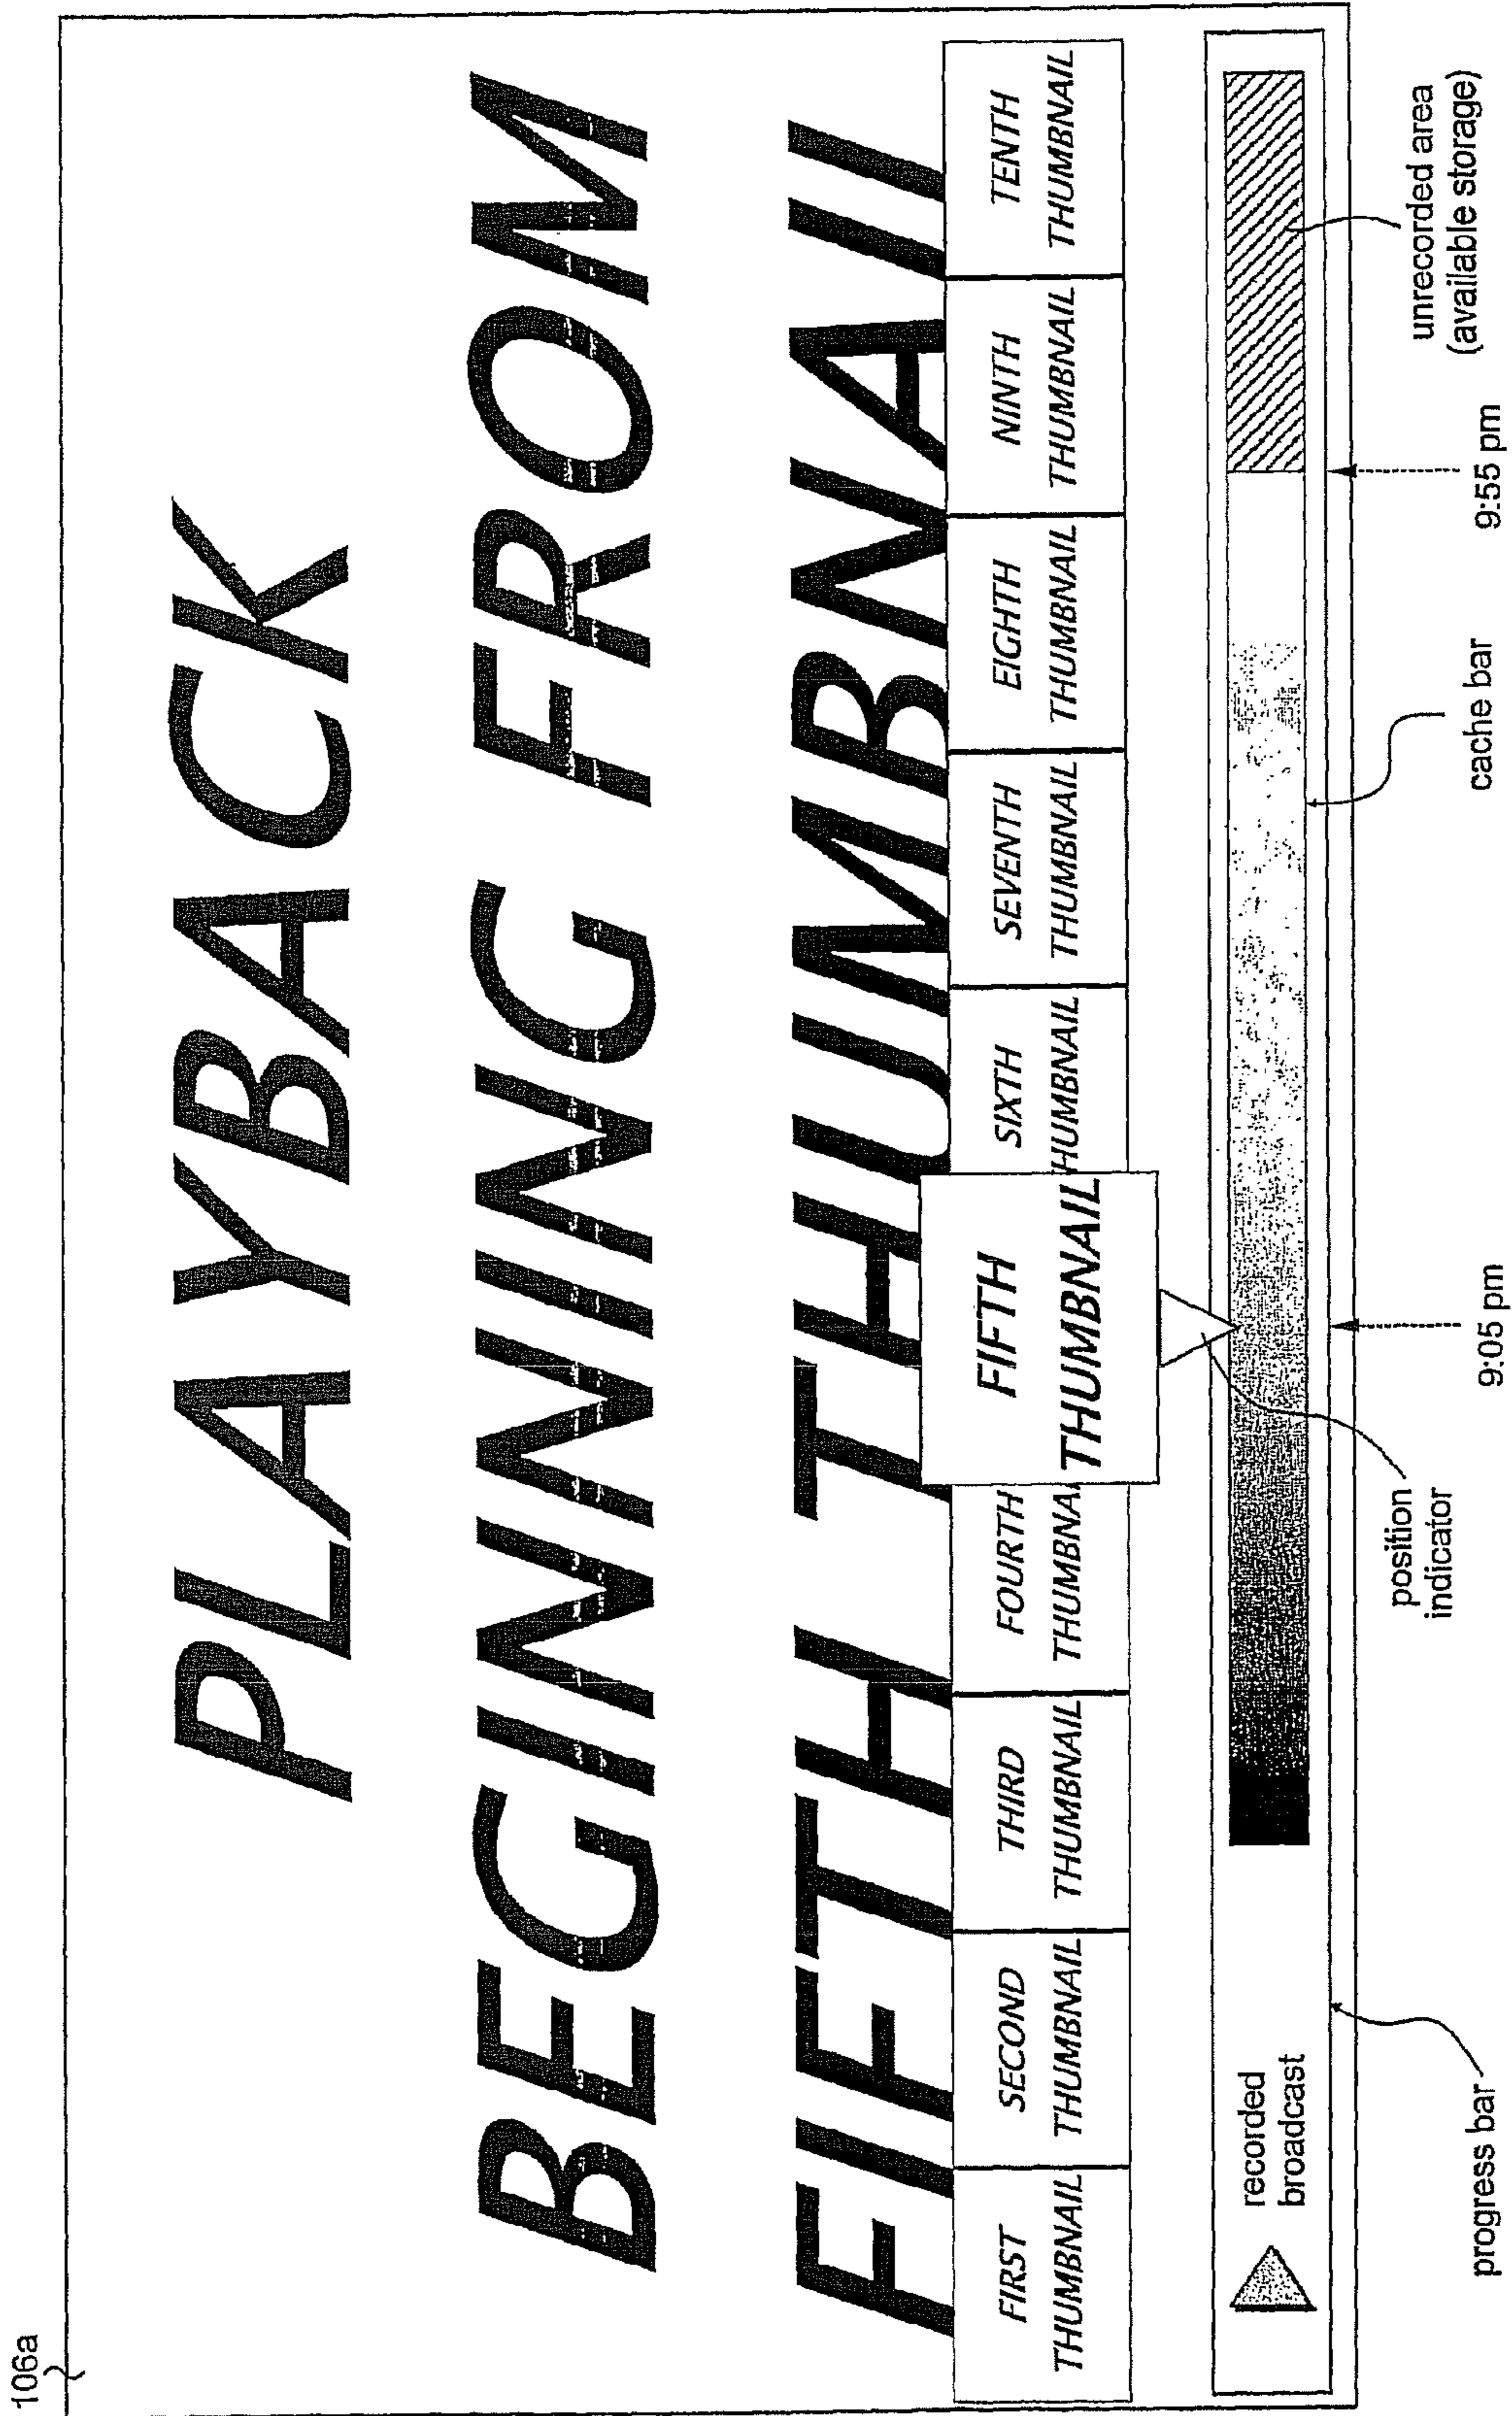 106a
PLAYBACK
BEGINNING FROM
FIFTH THUMBNAIL
FIRST
THUMBNAIL
SECOND
THUMBNAIL
THIRD
THUMBNAIL
FOURTH
THUMBNAI
FIFTH
THUMBNAIL
SIXTH
HUMBNAIL
SEVENTH
THUMBNAIL
EIGHTH
THUMBNAIL
NINTH
THUMBNAIL
TENTH
THUMBNAIL
recorded
broadcast
progress bar
position
indicator
9:05 pm
cache bar
9:55 pm
unrecorded area
(available storage)